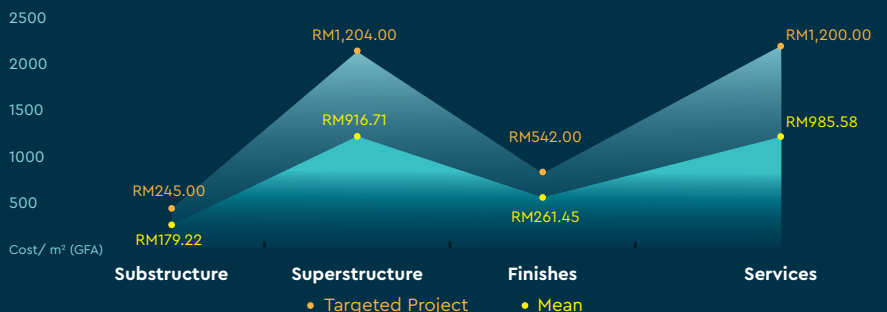 2500
RM1,204.00
RM1,200.00
2000
1500
RM916.71
RM985.58
RM542.00
1000
RM245.00
500
RM261.45
RM179.22
Cost/ m² (GFA)
Substructure Superstructure Finishes Services
Targeted Project Mean